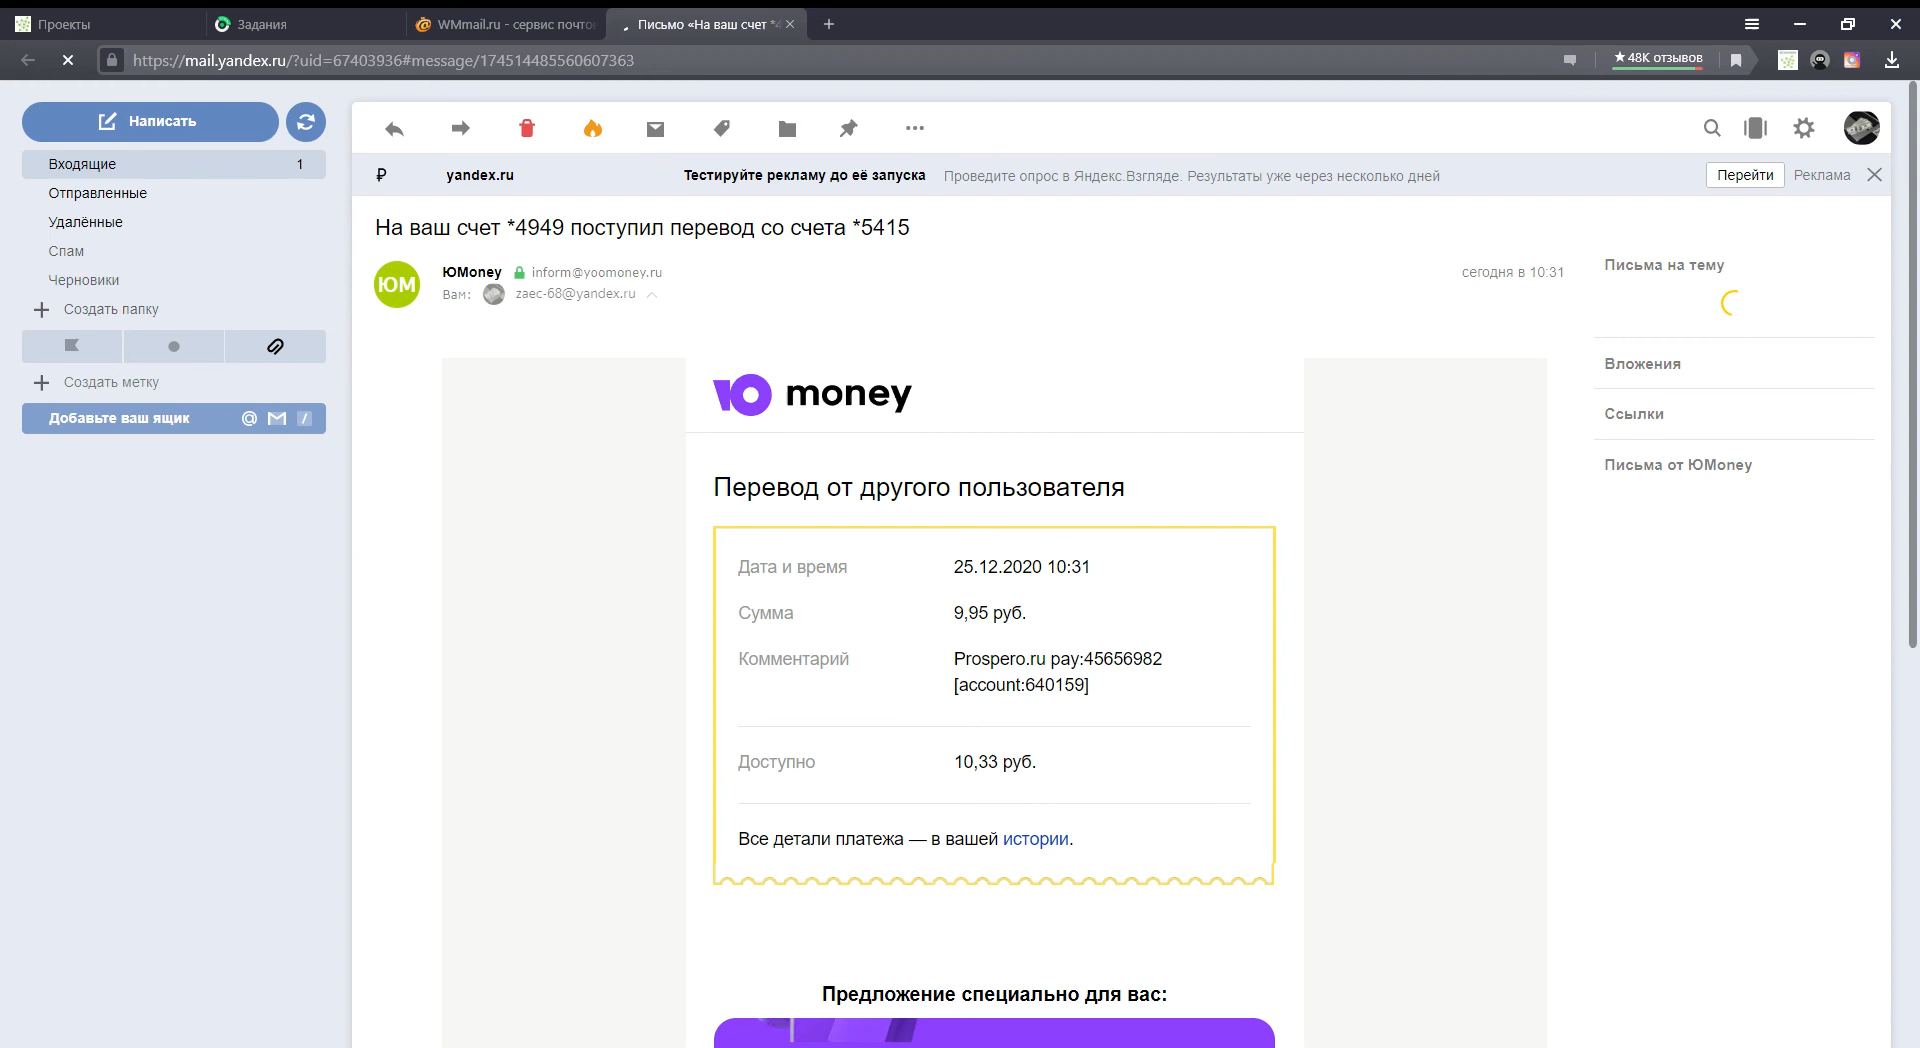 Проекты
Задания
WMmail.ru - сервис почто
Письмо «На ваш счет *4
https://mail.yandex.ru/?uid=67403936#message/174514485560607363
★48K отзывов
Написать
Входящие 1
Отправленные
Удалённые
Спам
Черновики
Создать папку
Создать метку
Добавьте ваш ящик
₽ yandex.ru Тестируйте рекламу до её запуска Проведите опрос в Яндекс.Взгляде. Результаты уже через несколько дней Перейти Реклама
На ваш счет *4949 поступил перевод со счета *5415
ЮМ
ЮMoney inform@yoomoney.ru
сегодня в 10:31
Вам: zaec-68@yandex.ru
Письма на тему
Вложения
Ссылки
Письма от ЮMoney
Ю money
Перевод от другого пользователя
Дата и время 25.12.2020 10:31
Сумма 9,95 руб.
Комментарий Prospero.ru pay:45656982
[account:640159]
Доступно 10,33 руб.
Все детали платежа — в вашей истории.
Предложение специально для вас: